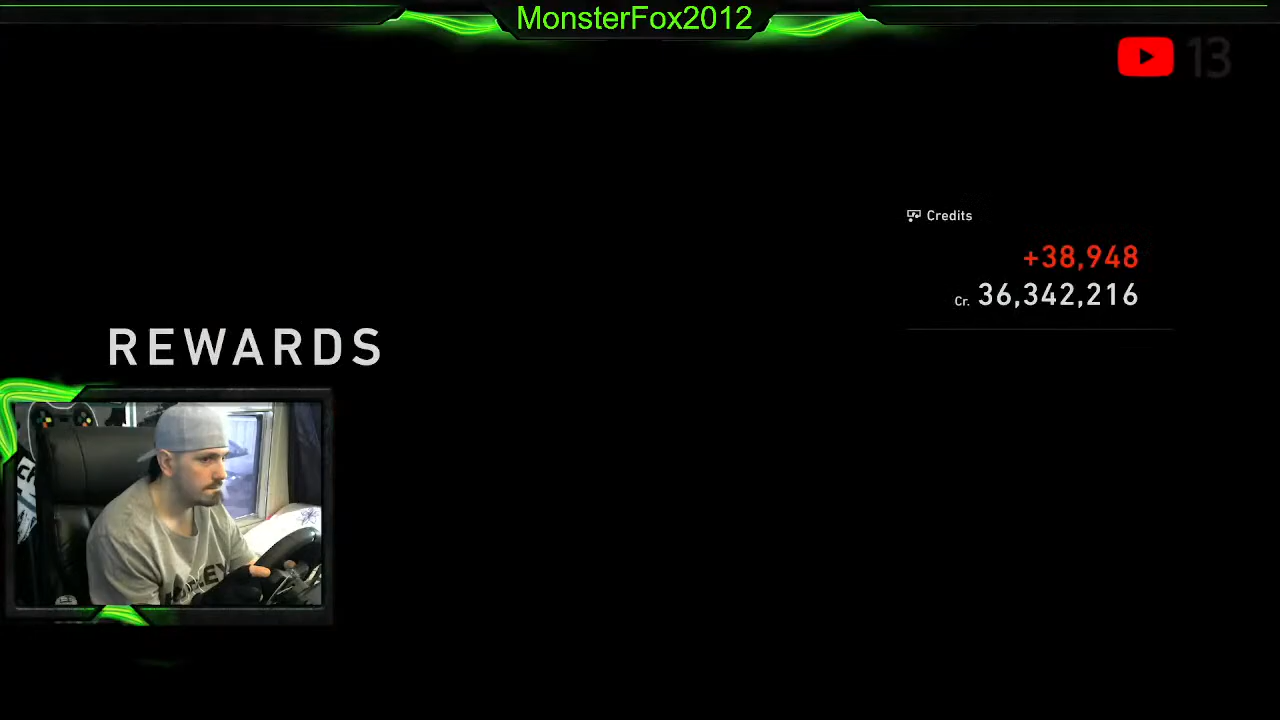 MonsterFox2012
13
Credits
+38,948
Cr. 36,342,216
REWARDS